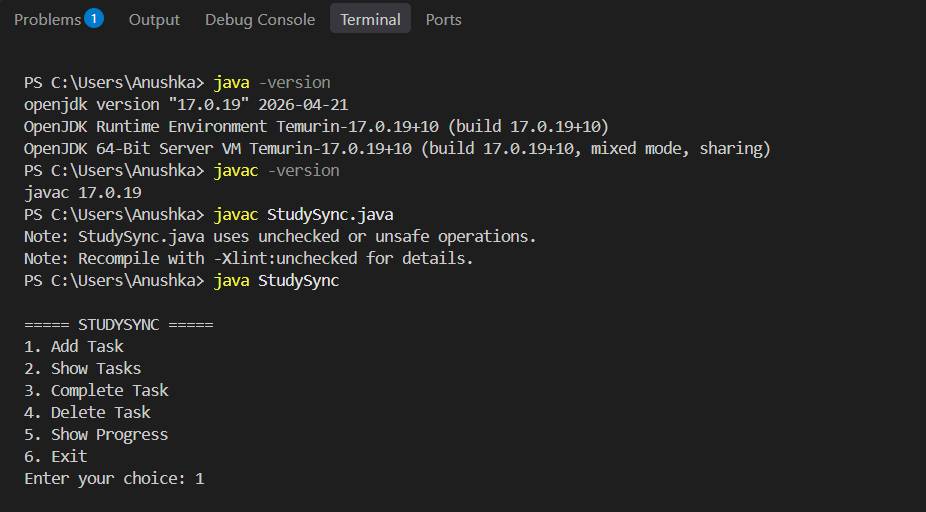 Problems 1 Output Debug Console Terminal Ports
PS C:\Users\Anushka> java -version
openjdk version "17.0.19" 2026-04-21
OpenJDK Runtime Environment Temurin-17.0.19+10 (build 17.0.19+10)
OpenJDK 64-Bit Server VM Temurin-17.0.19+10 (build 17.0.19+10, mixed mode, sharing)
PS C:\Users\Anushka> javac -version
javac 17.0.19
PS C:\Users\Anushka> javac StudySync.java
Note: StudySync.java uses unchecked or unsafe operations.
Note: Recompile with -Xlint:unchecked for details.
PS C:\Users\Anushka> java StudySync
===== STUDYSYNC =====
1. Add Task
2. Show Tasks
3. Complete Task
4. Delete Task
5. Show Progress
6. Exit
Enter your choice: 1